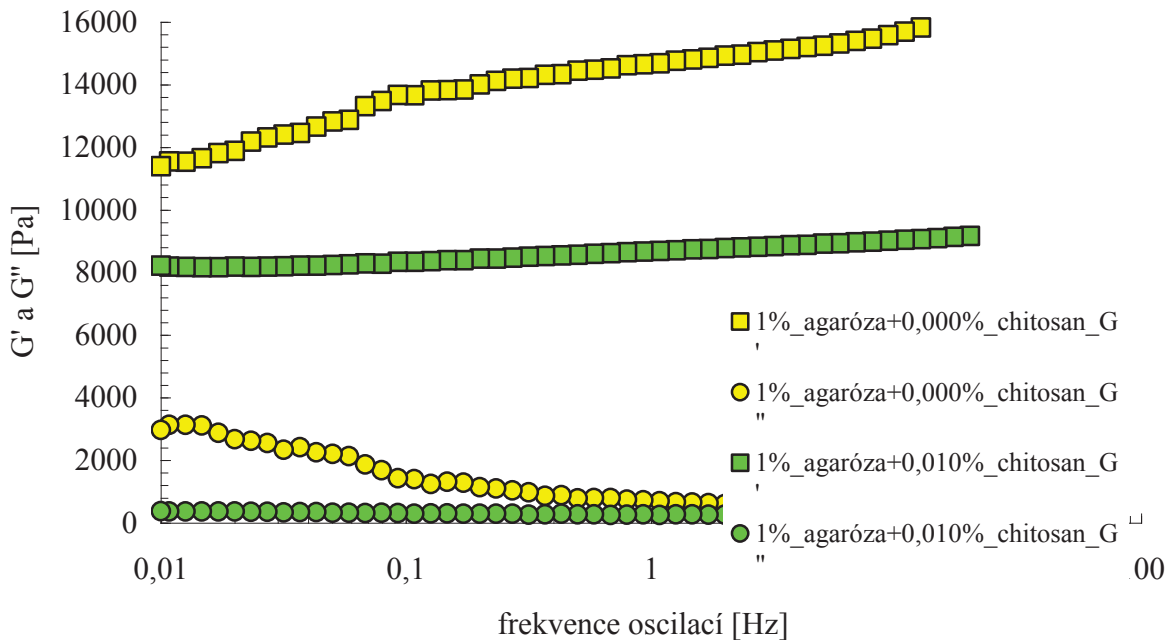 16000
14000
12000
10000
8000
6000
4000
2000
0
G' a G'' [Pa]
1%_agaróza+0,000%_chitosan_G
'
1%_agaróza+0,000%_chitosan_G
"
1%_agaróza+0,010%_chitosan_G
'
1%_agaróza+0,010%_chitosan_G
"
0,01 0,1 1 00
frekvence oscilací [Hz]